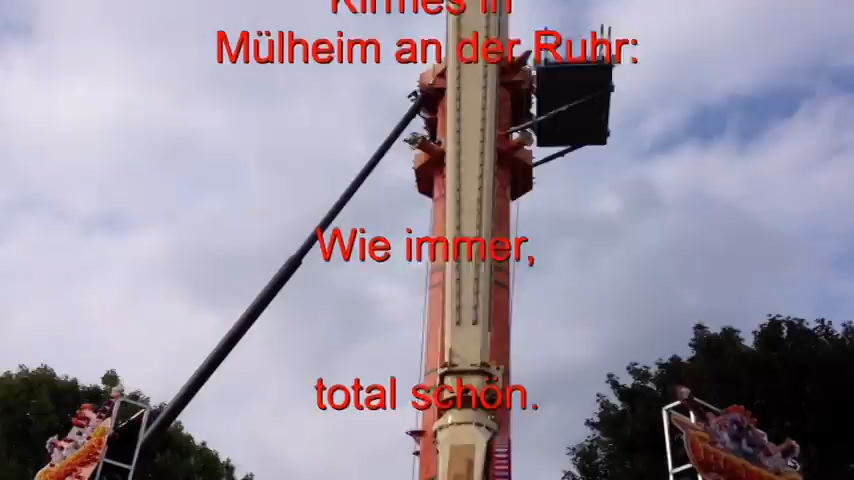 Kirmes in
Mülheim an der Ruhr:
Wie immer,
total schön.